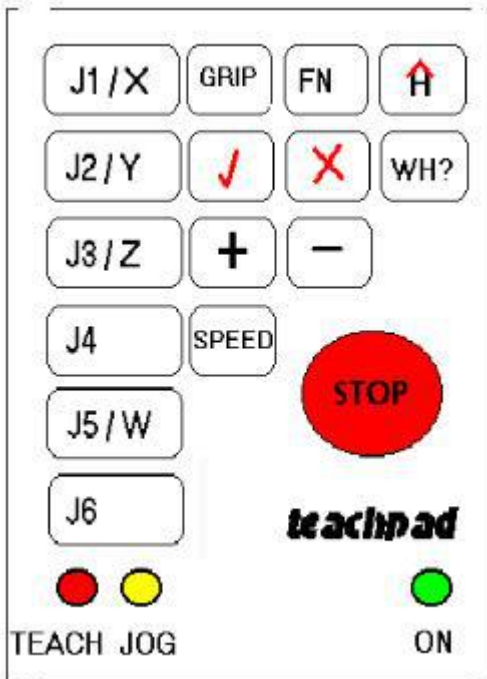 J1/X GRIP FN H
J2/Y WH?
J3/Z + −
J4 SPEED
STOP
J5/W
J6
teachpad
TEACH JOG ON